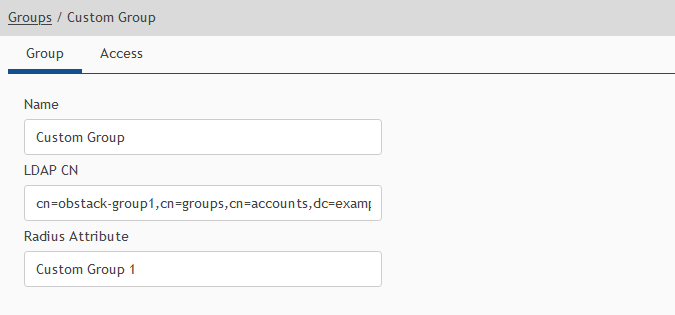 Groups / Custom Group
Group Access
Name
Custom Group
LDAP CN
cn=obstack-group1,cn=groups,cn=accounts,dc=examp
Radius Attribute
Custom Group 1